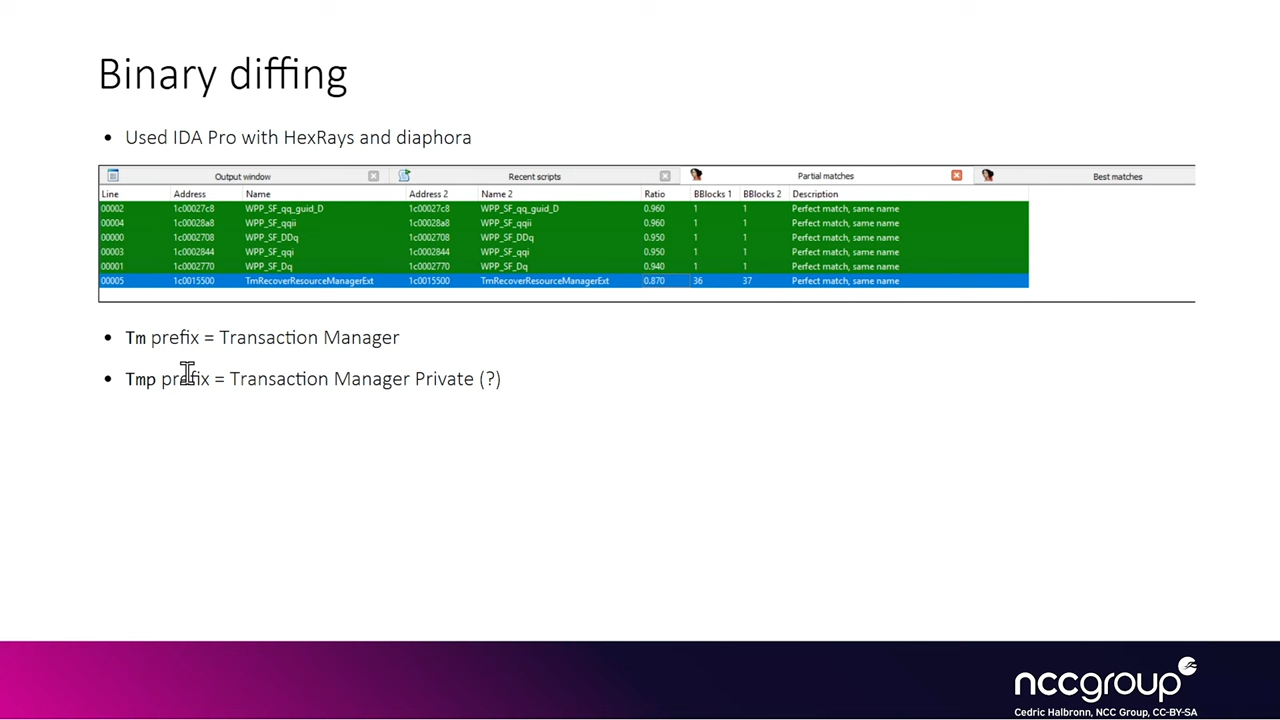 Binary diffing
• Used IDA Pro with HexRays and diaphora
Output window Recent scripts Partial matches Best matches
Line Address Name Address 2 Name 2 Ratio BBlocks 1 BBlocks 2 Description
00002 1c00027c8 WPP_SF_qq_guid_D 1c00027c8 WPP_SF_qq_guid_D 0.960 1 1 Perfect match, same name
00004 1c00028a8 WPP_SF_qqii 1c00028a8 WPP_SF_qqii 0.960 1 1 Perfect match, same name
00000 1c0002708 WPP_SF_DDq 1c0002708 WPP_SF_DDq 0.950 1 1 Perfect match, same name
00003 1c0002844 WPP_SF_qqi 1c0002844 WPP_SF_qqi 0.950 1 1 Perfect match, same name
00001 1c0002770 WPP_SF_Dq 1c0002770 WPP_SF_Dq 0.940 1 1 Perfect match, same name
00005 1c0015500 TmRecoverResourceManagerExt 1c0015500 TmRecoverResourceManagerExt 0.870 36 37 Perfect match, same name
• Tm prefix = Transaction Manager
• Tmp prefix = Transaction Manager Private (?)
nccgroup
Cedric Halbronn, NCC Group, CC-BY-SA